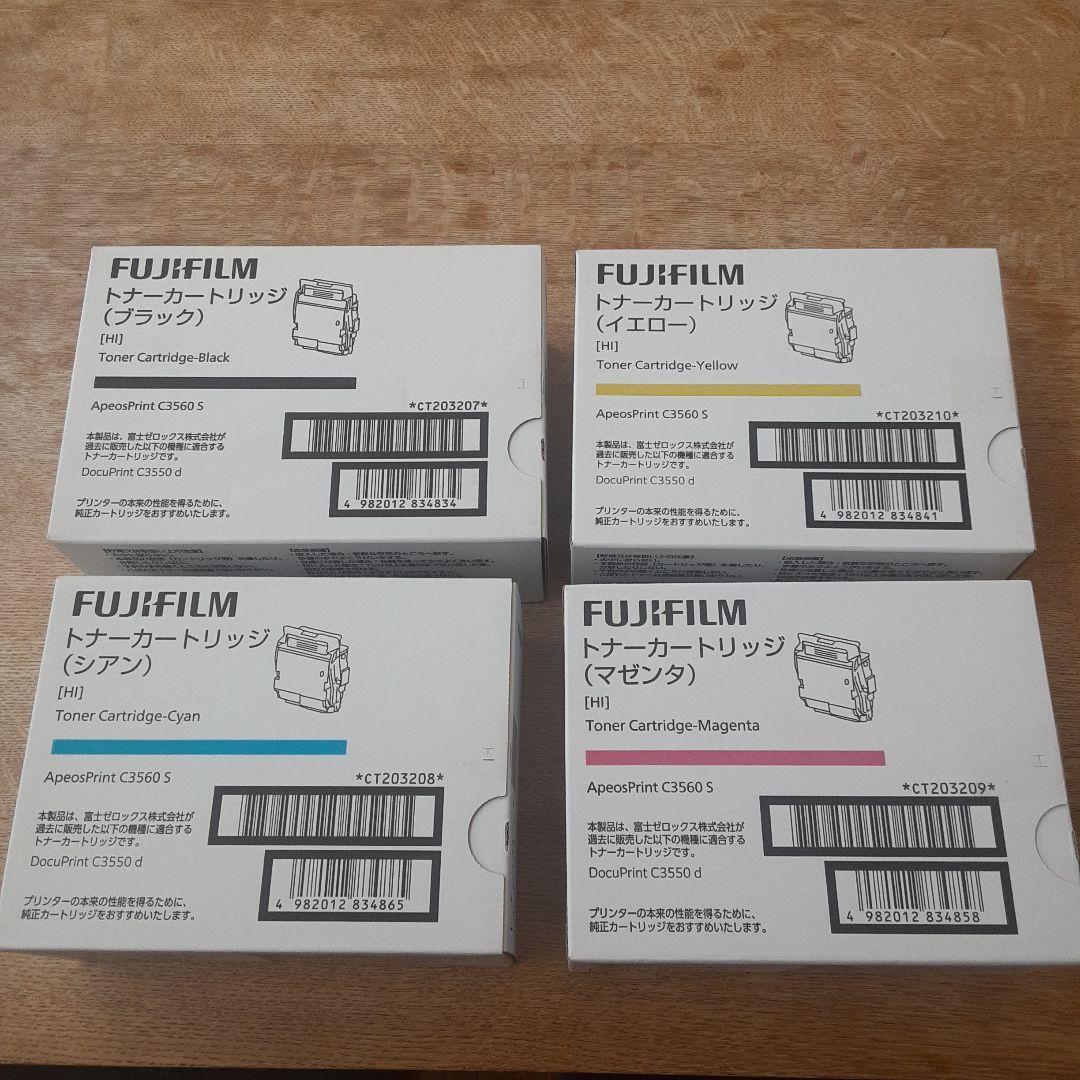 FUJIFILM
トナーカートリッジ
（ブラック）
[HI]
Toner Cartridge-Black
ApeosPrint C3560 S
*CT203207*
本製品は、富士ゼロックス株式会社が
過去に販売した以下の機種に適合する
トナーカートリッジです。
DocuPrint C3550 d
プリンターの本来の性能を得るために、
純正カートリッジをおすすめいたします。
4 982012 834834
FUJIFILM
トナーカートリッジ
（イエロー）
[HI]
Toner Cartridge-Yellow
ApeosPrint C3560 S
*CT203210*
本製品は、富士ゼロックス株式会社が
過去に販売した以下の機種に適合する
トナーカートリッジです。
DocuPrint C3550 d
プリンターの本来の性能を得るために、
純正カートリッジをおすすめいたします。
4 982012 834841
FUJIFILM
トナーカートリッジ
（シアン）
[HI]
Toner Cartridge-Cyan
ApeosPrint C3560 S
*CT203208*
本製品は、富士ゼロックス株式会社が
過去に販売した以下の機種に適合する
トナーカートリッジです。
DocuPrint C3550 d
プリンターの本来の性能を得るために、
純正カートリッジをおすすめいたします。
4 982012 834865
FUJIFILM
トナーカートリッジ
（マゼンタ）
[HI]
Toner Cartridge-Magenta
ApeosPrint C3560 S
*CT203209*
本製品は、富士ゼロックス株式会社が
過去に販売した以下の機種に適合する
トナーカートリッジです。
DocuPrint C3550 d
プリンターの本来の性能を得るために、
純正カートリッジをおすすめいたします。
4 982012 834858